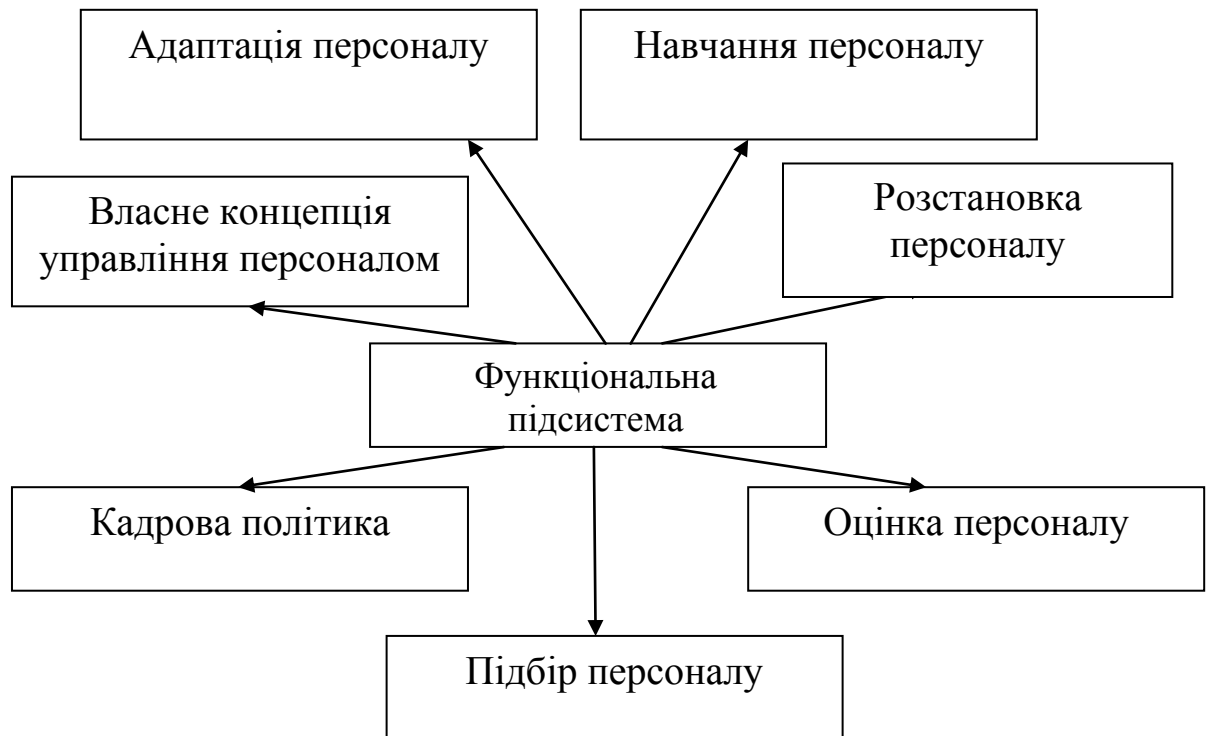 Адаптація персоналу
Навчання персоналу
Власне концепція
управління персоналом
Розстановка
персоналу
Функціональна
підсистема
Кадрова політика
Оцінка персоналу
Підбір персоналу